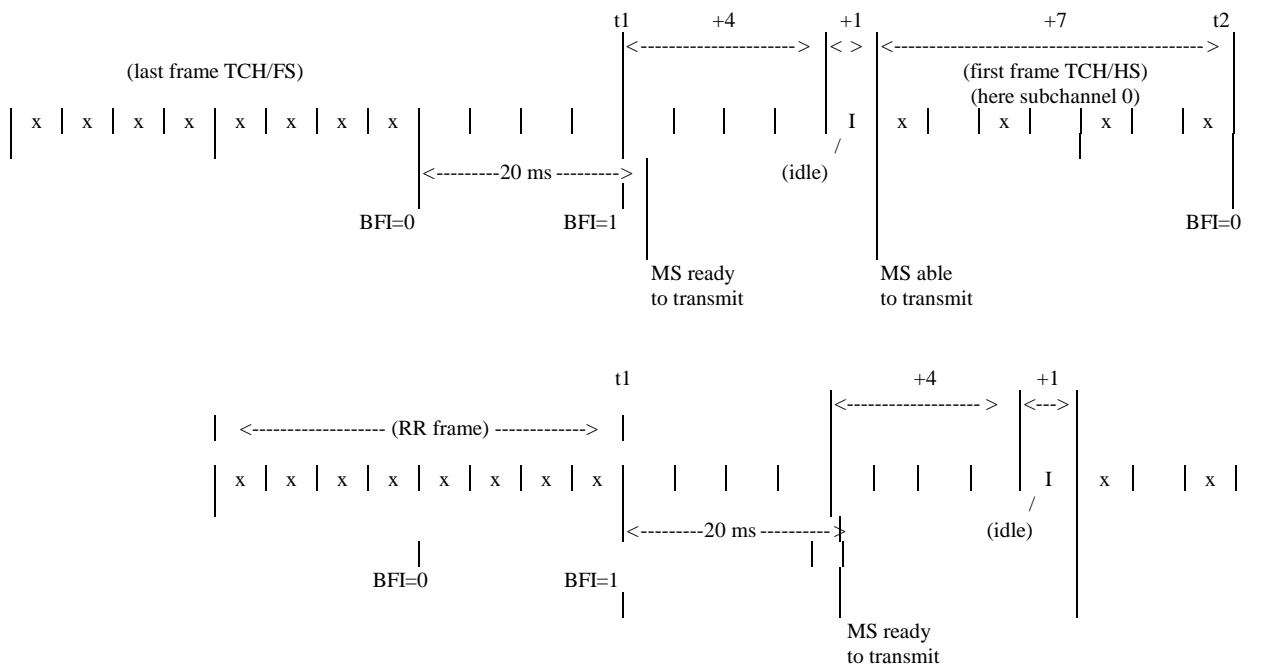 t1 +4 +1 +7 t2
<----------------------> < > <-------------------------------------------->
(last frame TCH/FS) (first frame TCH/HS)
(here subchannel 0)
x | x | x | x | x | x | x | x | | | | | | | | I x | | x | | x | | x
/
<---------20 ms ---------> (idle)
BFI=0 BFI=1 BFI=0
MS ready MS able
to transmit to transmit
t1 +4 +1
<------------------- > <--->
<------------------- (RR frame) ------------->
x | x | x | x | x | x | x | x | | | | | | | | I x | | x |
/
<---------20 ms ----------> (idle)
BFI=0 BFI=1
MS ready
to transmit